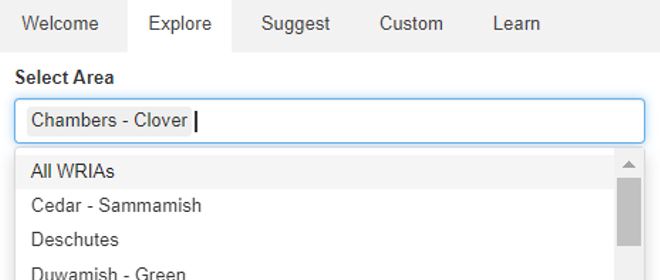 Welcome Explore Suggest Custom Learn
Select Area
Chambers - Clover
All WRIAs
Cedar - Sammamish
Deschutes
Duwamish - Green